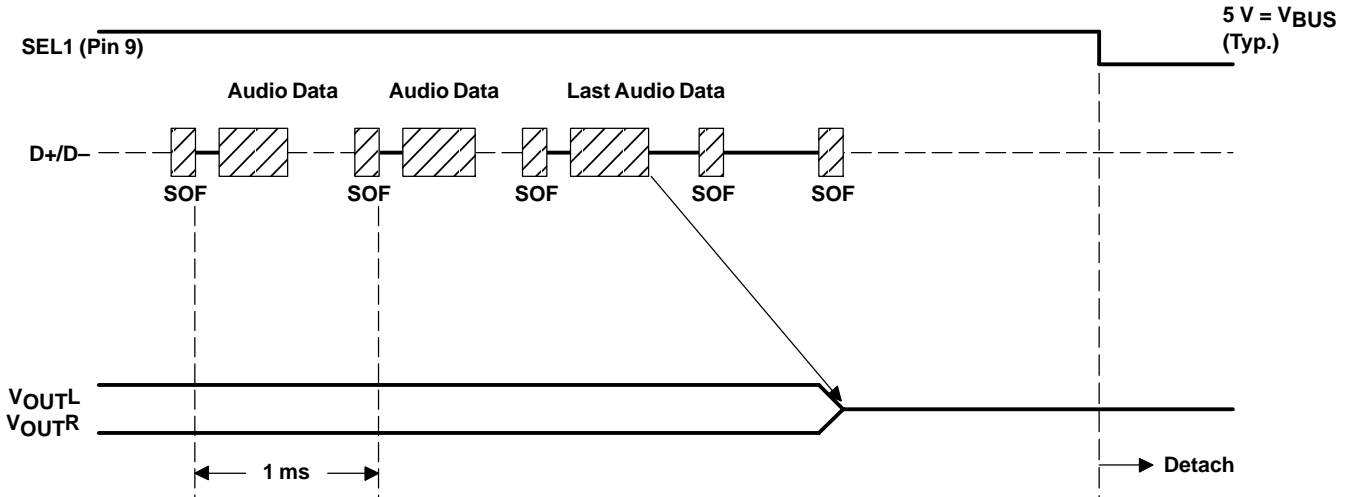 5 V = VBUS
(Typ.)
SEL1 (Pin 9)
Audio Data
Audio Data
Last Audio Data
D+/D–
SOF
SOF
SOF
SOF
SOF
VOUTL
VOUTR
1 ms
Detach